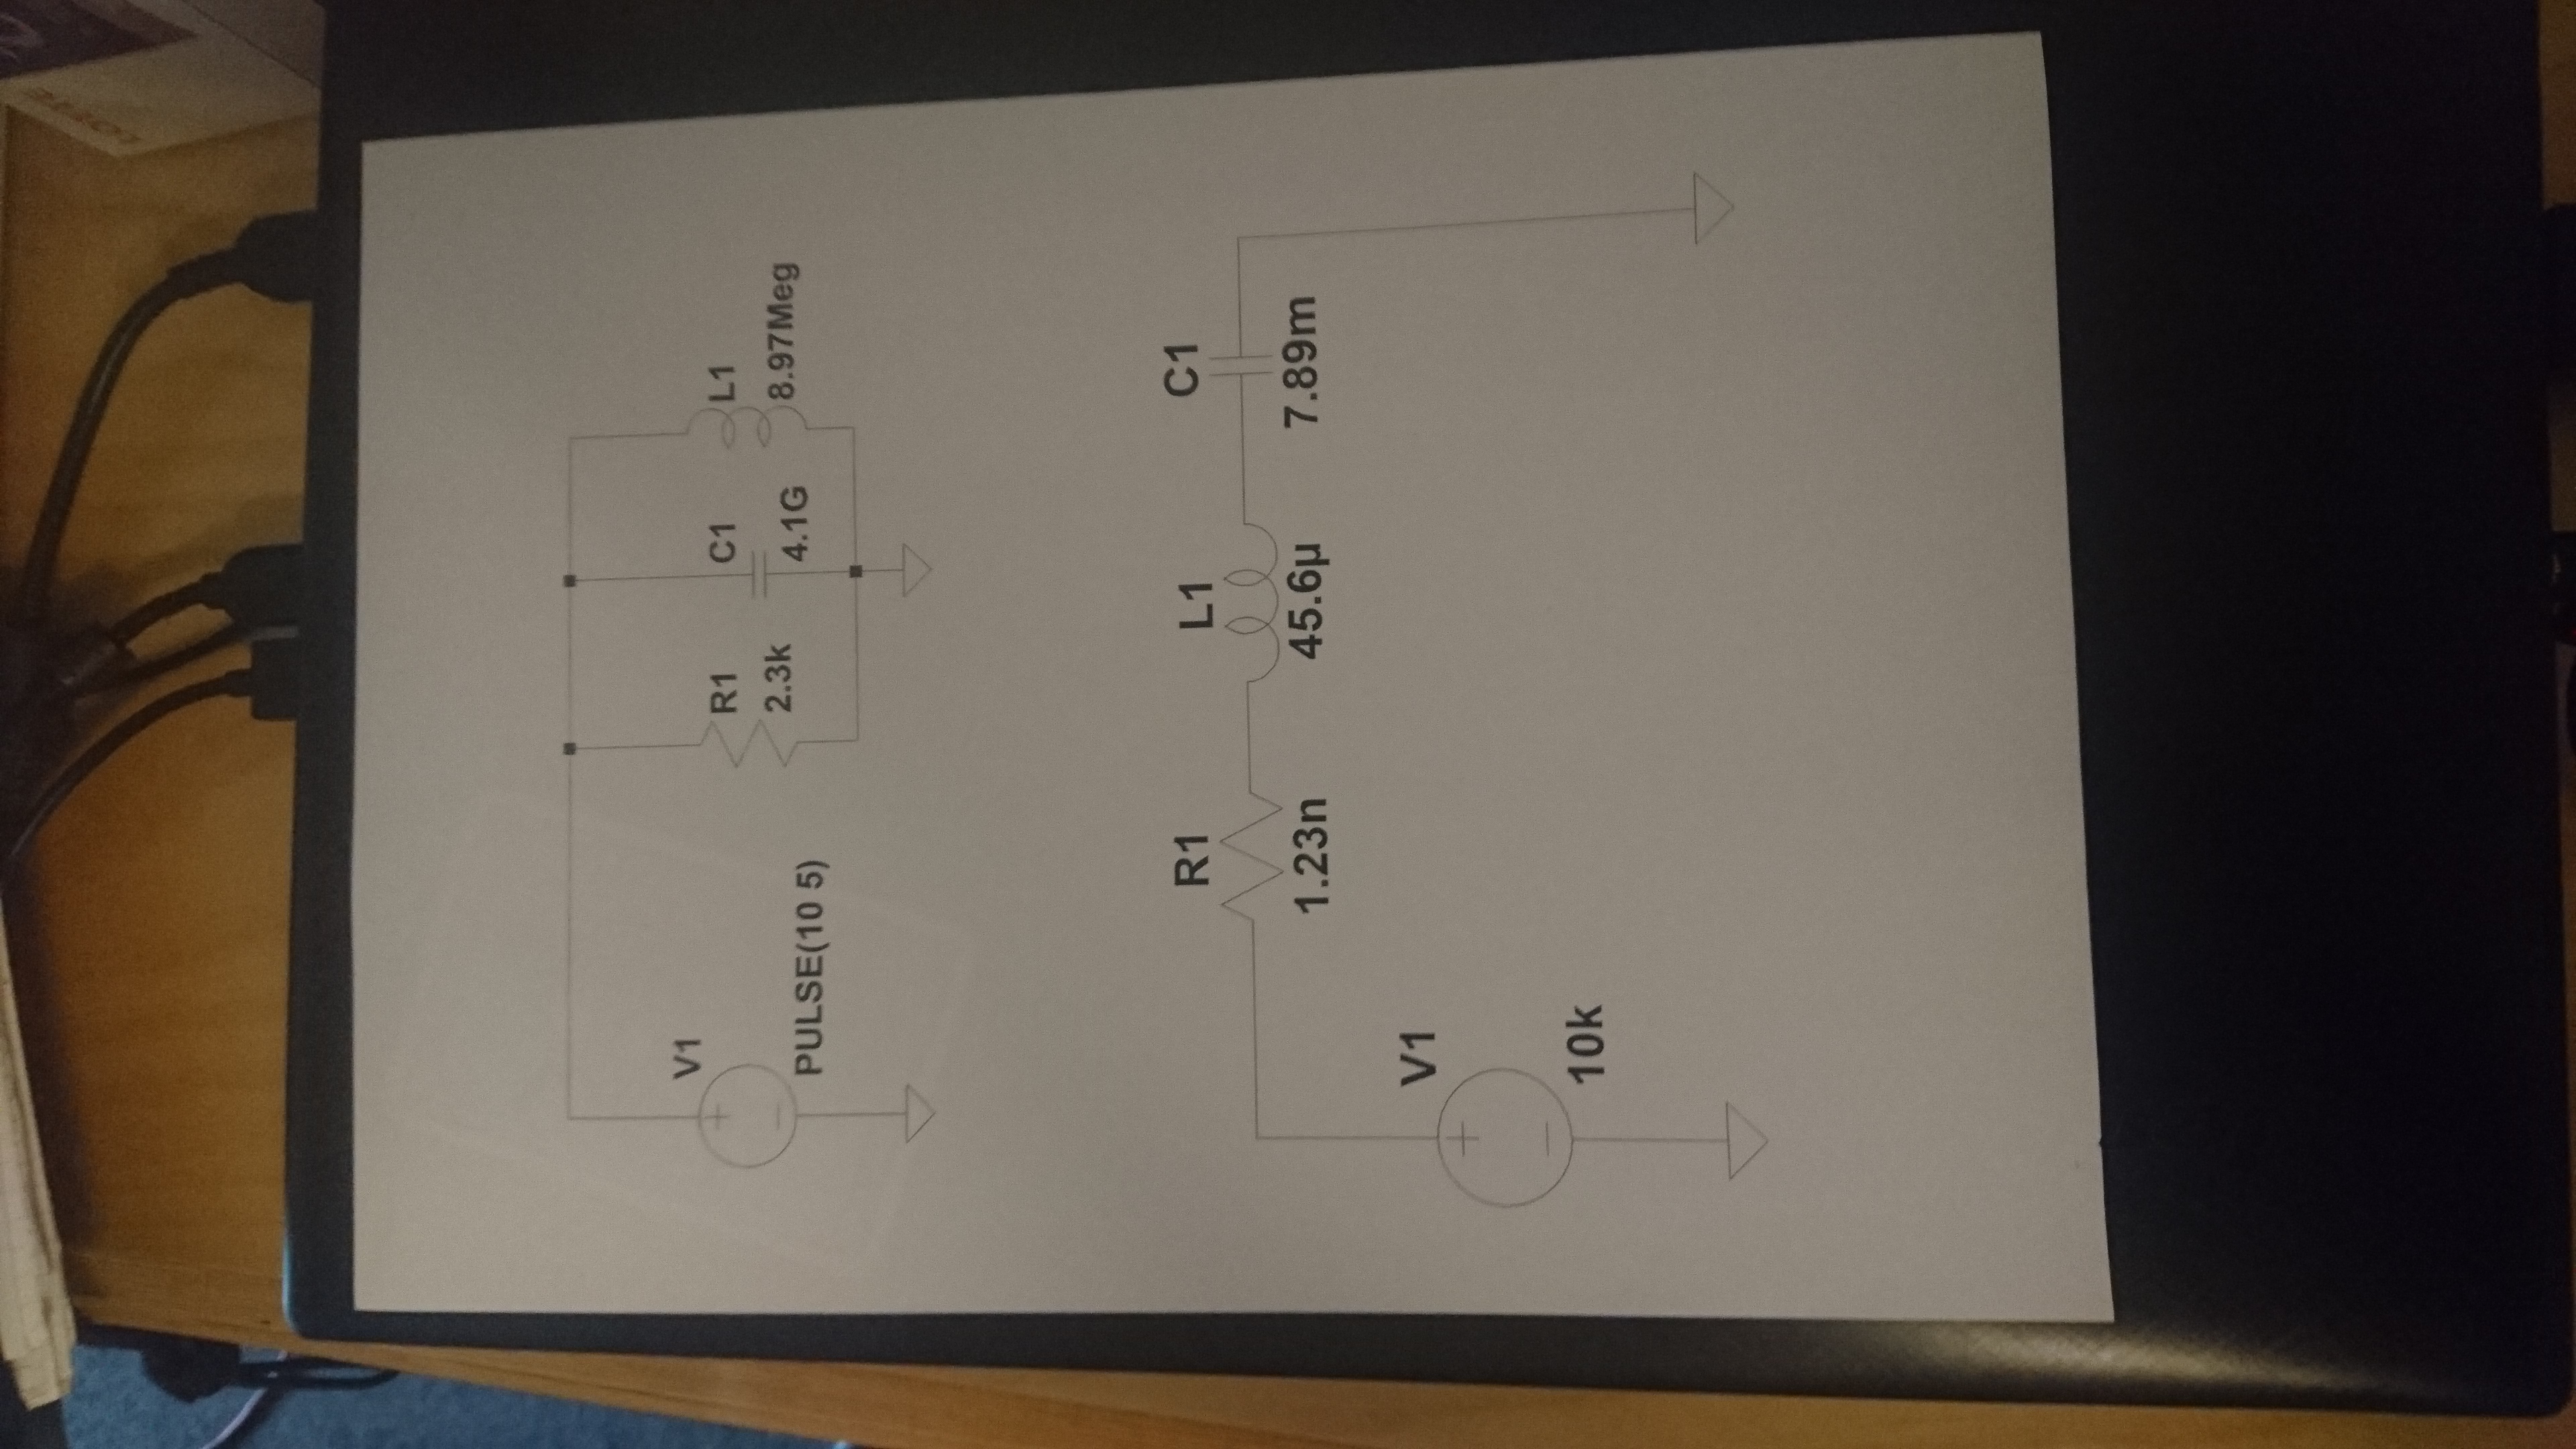 V1
PULSE(10 5)
R1
2.3k
C1
4.1G
L1
8.97Meg
R1
1.23n
L1
45.6µ
C1
7.89m
V1
10k